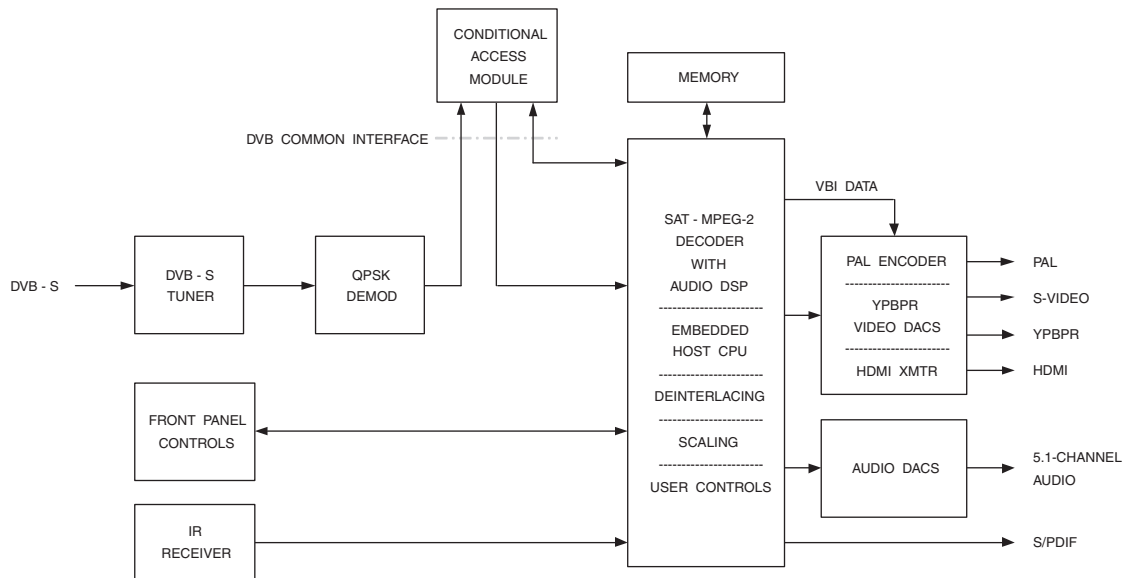 CONDITIONAL
ACCESS
MODULE
MEMORY
DVB COMMON INTERFACE
VBI DATA
SAT - MPEG-2
DECODER
WITH
AUDIO DSP
EMBEDDED
HOST CPU
DEINTERLACING
SCALING
USER CONTROLS
DVB - S
DVB - S
TUNER
QPSK
DEMOD
PAL ENCODER
YPBPR
VIDEO DACS
HDMI XMTR
PAL
S-VIDEO
YPBPR
HDMI
FRONT PANEL
CONTROLS
AUDIO DACS
5.1-CHANNEL
AUDIO
IR
RECEIVER
S/PDIF